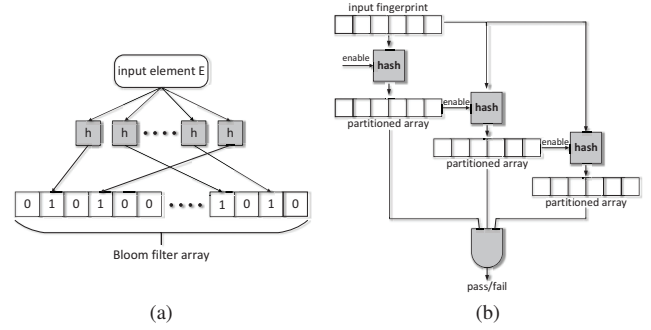 input element E
h h h h
0 1 0 1 0 0 1 0 1 0
Bloom filter array
(a)
input fingerprint
enable
hash
partitioned array
enable
hash
partitioned array
enable
hash
partitioned array
pass/fail
(b)